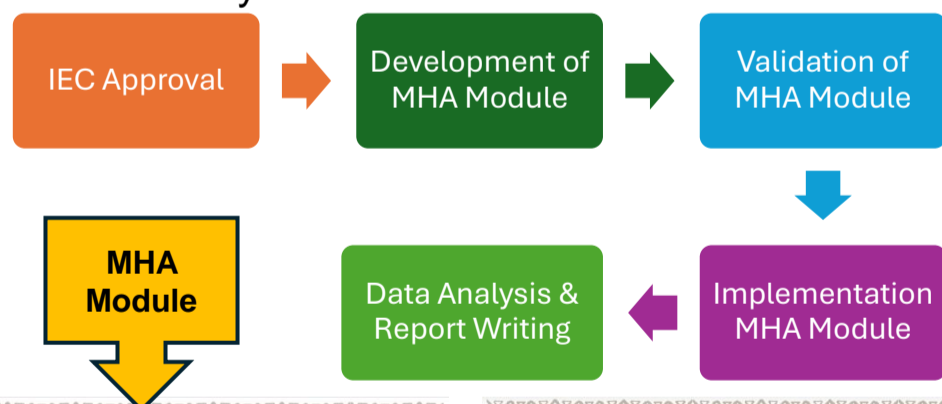 IEC Approval
Development of
MHA Module
Validation of
MHA Module
MHA
Module
Data Analysis &
Report Writing
Implementation
MHA Module